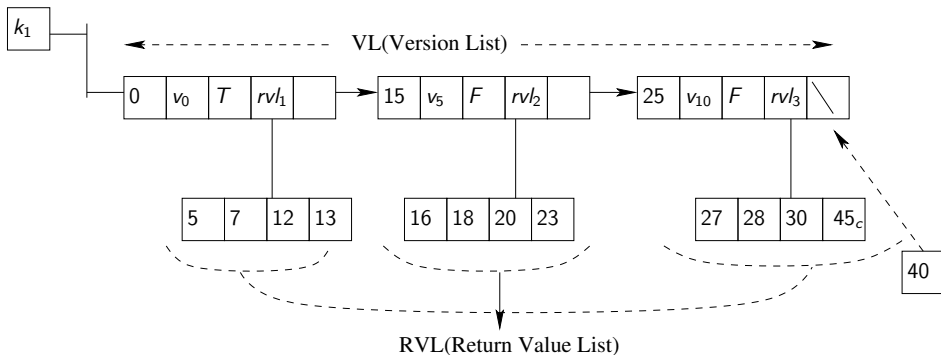 k₁
VL(Version List)
0 v₀ T rvl₁ 15 v₅ F rvl₂ 25 v₁₀ F rvl₃
5 7 12 13 16 18 20 23 27 28 30 45c
40
RVL(Return Value List)